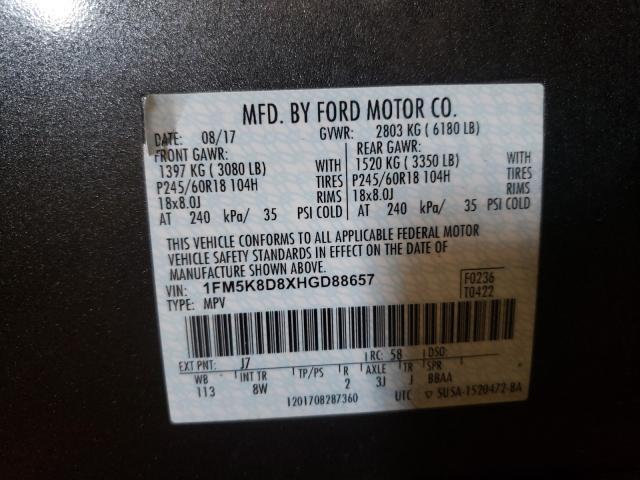 MFD. BY FORD MOTOR CO.
DATE: 08/17 GVWR: 2803 KG ( 6180 LB)
FRONT GAWR: REAR GAWR:
1397 KG ( 3080 LB) WITH 1520 KG ( 3350 LB) WITH
P245/60R18 104H TIRES P245/60R18 104H TIRES
18x8.0J RIMS 18x8.0J RIMS
AT 240 kPa/ 35 PSI COLD AT 240 kPa/ 35 PSI COLD
THIS VEHICLE CONFORMS TO ALL APPLICABLE FEDERAL MOTOR
VEHICLE SAFETY STANDARDS IN EFFECT ON THE DATE OF
MANUFACTURE SHOWN ABOVE.
VIN: 1FM5K8D8XHGD88657 F0236
TYPE: MPV T0422
EXT PNT: J7 RC: 58 DSO:
WB INT TR TP/PS R AXLE TR SPR
113 8W 2 3J J BBAA
1201708287360 UTC ▽ 5U5A-1520472-BA